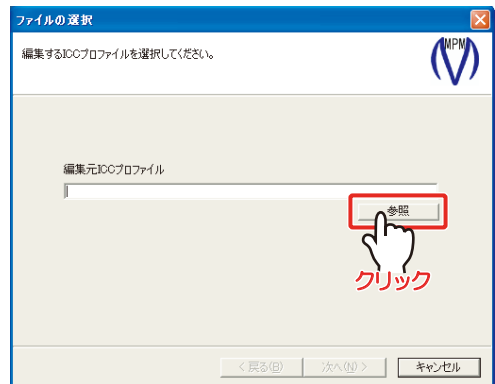 ファイルの選択
編集するICCプロファイルを選択してください。
MPM
編集元ICCプロファイル
参照
クリック
< 戻る(B)
次へ(N) >
キャンセル